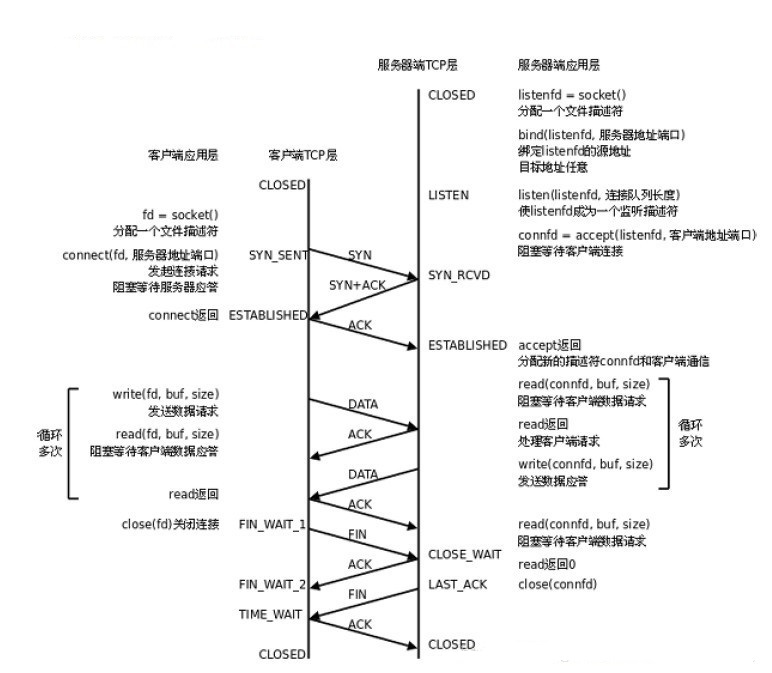 服务器端TCP层 服务器端应用层
CLOSED listenfd = socket()
分配一个文件描述符
bind(listenfd, 服务器地址端口)
绑定listenfd的源地址
目标地址任意
客户端应用层 客户端TCP层
CLOSED
LISTEN listen(listenfd, 连接队列长度)
使listenfd成为一个监听描述符
fd = socket()
分配一个文件描述符
connfd = accept(listenfd, 客户端地址端口)
阻塞等待客户端连接
connect(fd, 服务器地址端口) SYN_SENT SYN
发起连接请求
阻塞等待服务器应答
SYN_RCVD
SYN+ACK
connect返回 ESTABLISHED
ACK
ESTABLISHED accept返回
分配新的描述符connfd和客户端通信
read(connfd, buf, size)
阻塞等待客户端数据请求
write(fd, buf, size)
发送数据请求
DATA
read返回
处理客户端请求
循环
多次
循环
多次
read(fd, buf, size)
阻塞等待客户端数据应答
ACK
write(connfd, buf, size)
发送数据应答
DATA
read返回
ACK
close(fd)关闭连接 FIN_WAIT_1
FIN
read(connfd, buf, size)
阻塞等待客户端数据请求
CLOSE_WAIT
read返回0
ACK
FIN_WAIT_2
LAST_ACK close(connfd)
FIN
TIME_WAIT
ACK
CLOSED
CLOSED